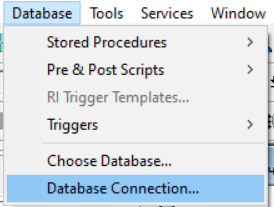 Database Tools Services Window
Stored Procedures
Pre & Post Scripts
RI Trigger Templates...
Triggers
Choose Database...
Database Connection...